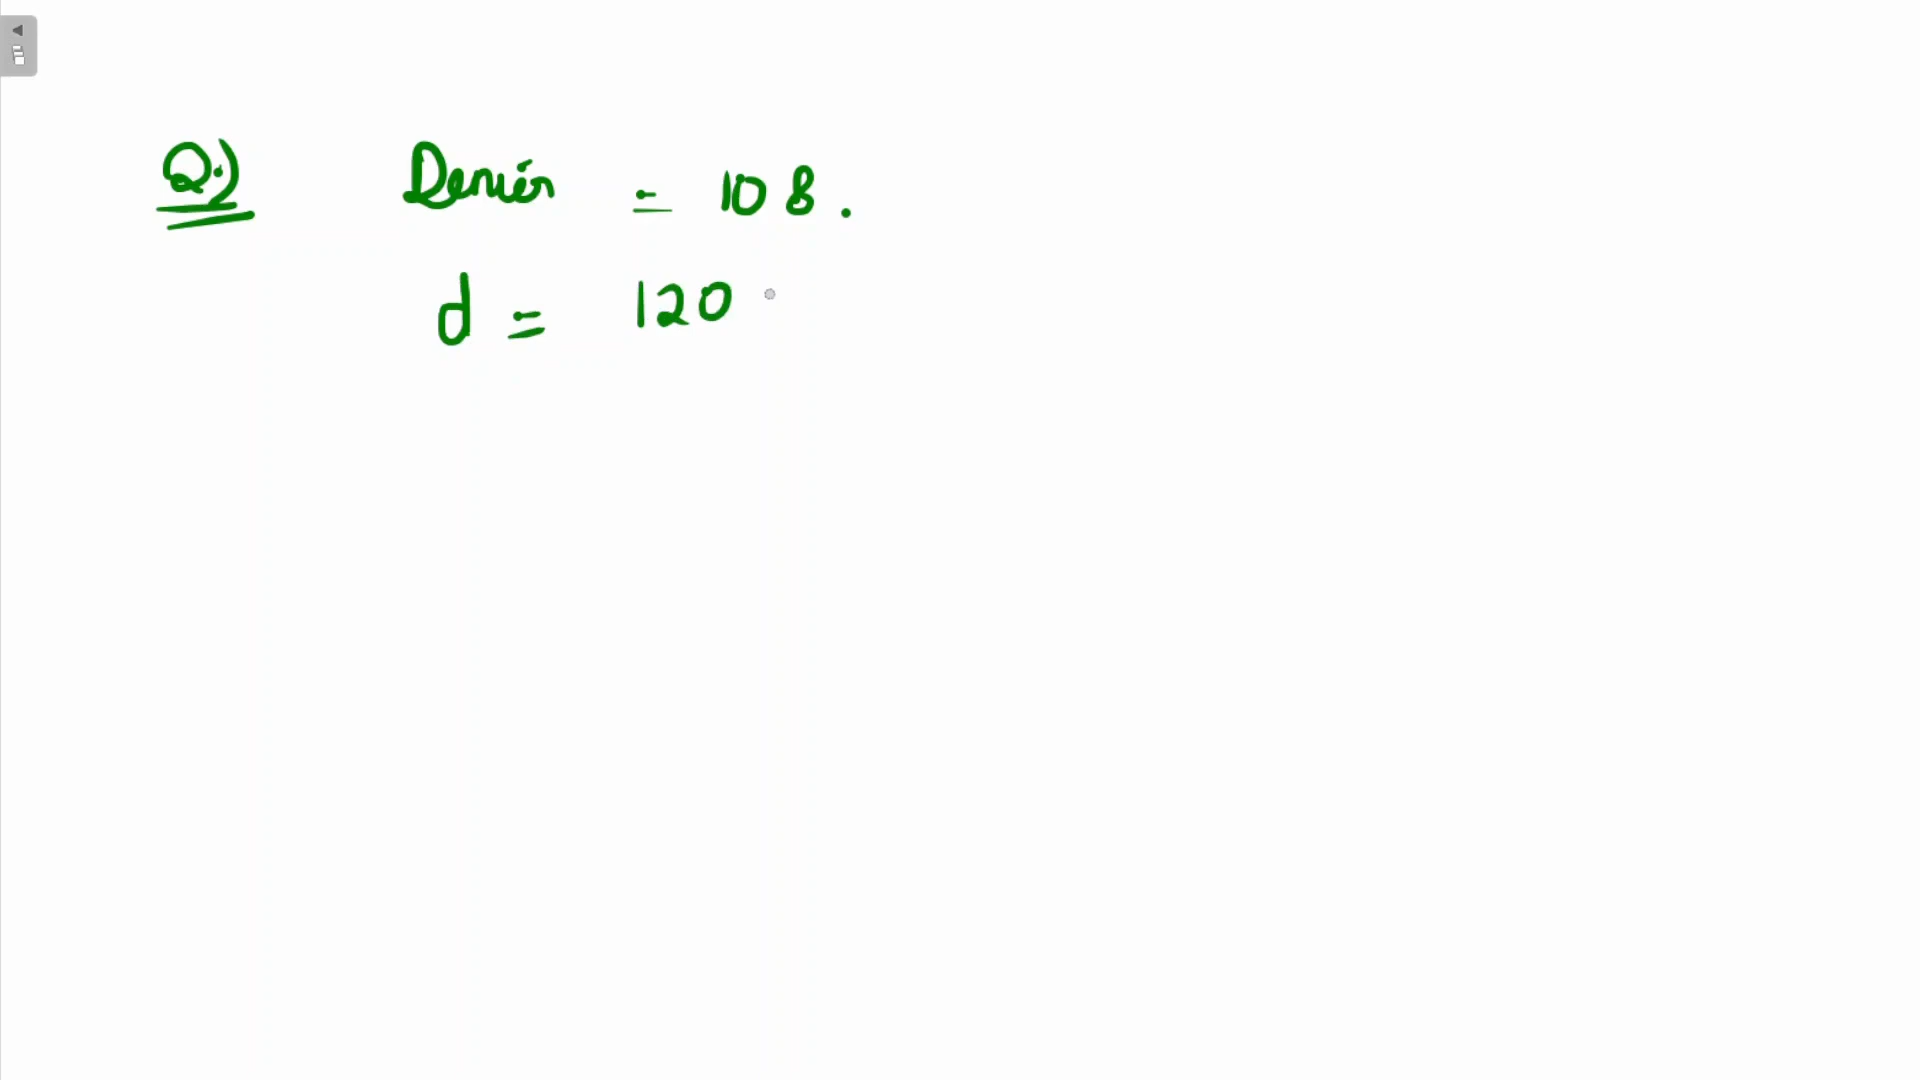 Q.) Denier = 108.
d = 120